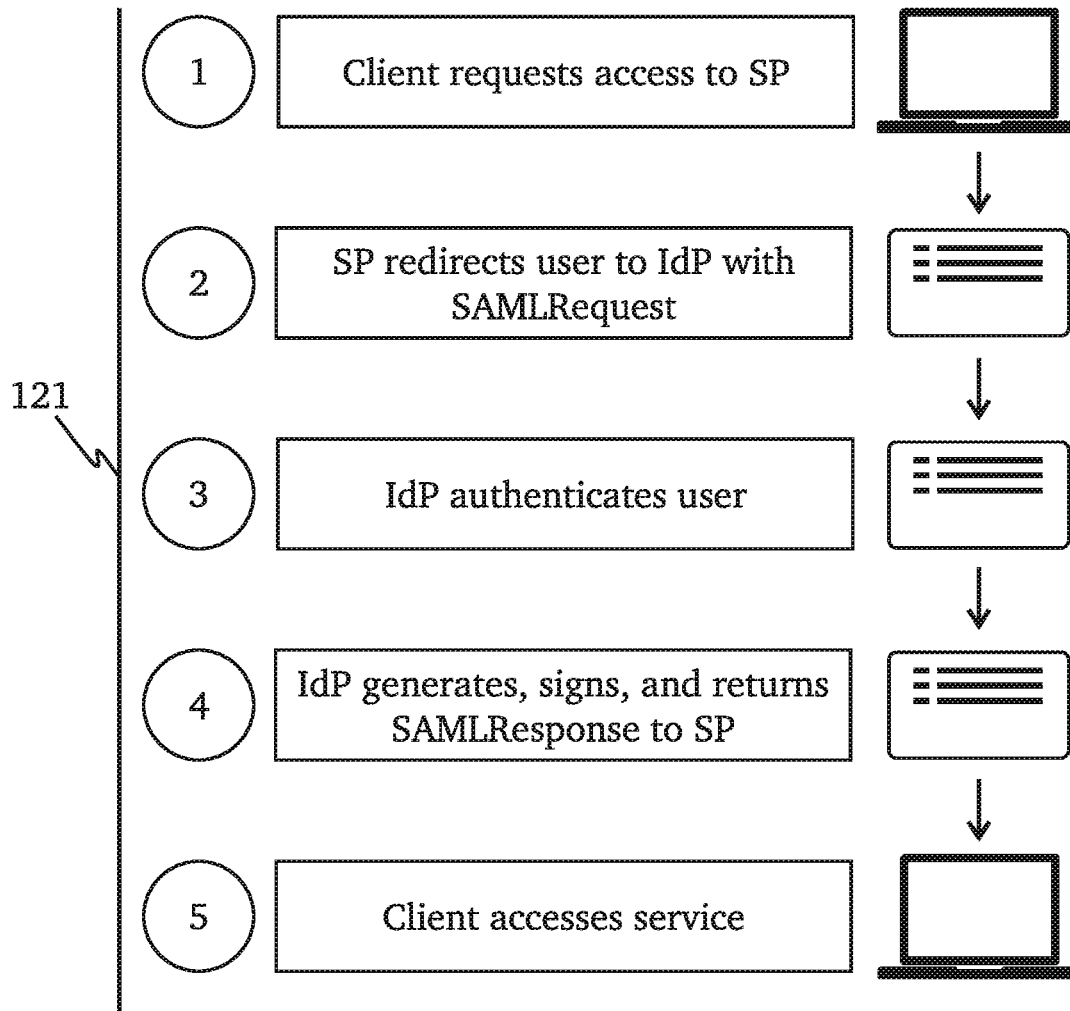 1
Client requests access to SP
2
SP redirects user to IdP with
SAMLRequest
121
3
IdP authenticates user
4
IdP generates, signs, and returns
SAMLResponse to SP
5
Client accesses service